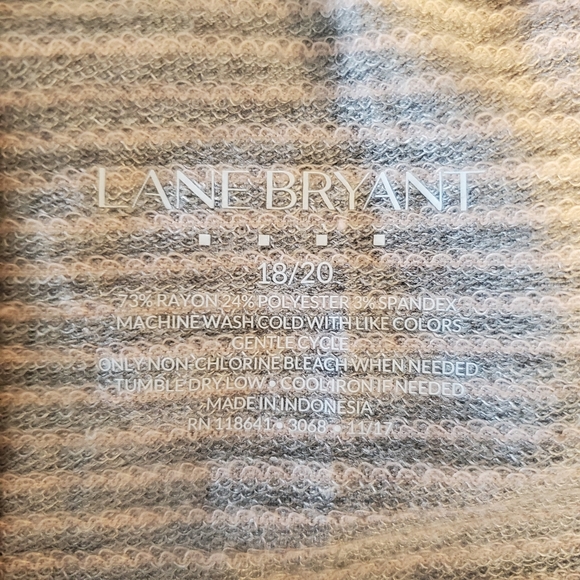 LANE BRYANT
18/20
73% RAYON 24% POLYESTER 3% SPANDEX
MACHINE WASH COLD WITH LIKE COLORS
GENTLE CYCLE
ONLY NON-CHLORINE BLEACH WHEN NEEDED
TUMBLE DRY LOW • COOL IRON IF NEEDED
MADE IN INDONESIA
RN 118641 • 3068 • 11/17